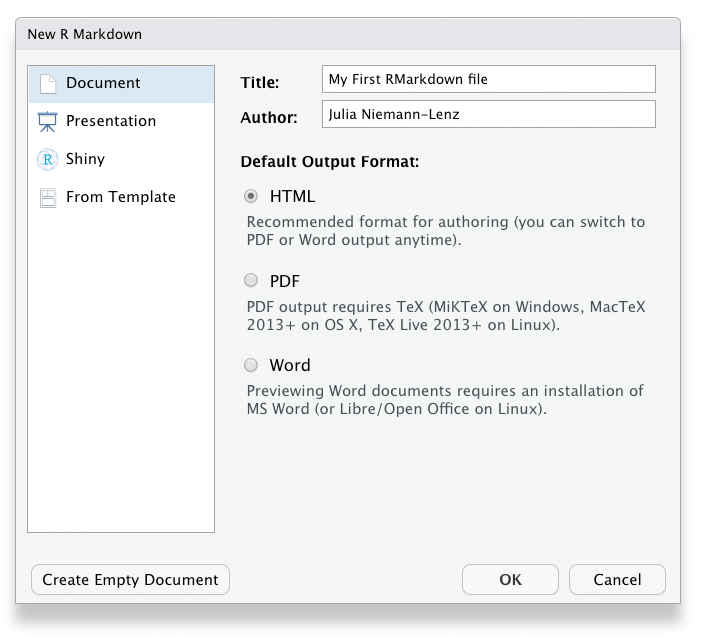 New R Markdown
Document
Presentation
R Shiny
From Template
Title: My First RMarkdown file
Author: Julia Niemann-Lenz
Default Output Format:
HTML
Recommended format for authoring (you can switch to
PDF or Word output anytime).
PDF
PDF output requires TeX (MiKTeX on Windows, MacTeX
2013+ on OS X, TeX Live 2013+ on Linux).
Word
Previewing Word documents requires an installation of
MS Word (or Libre/Open Office on Linux).
Create Empty Document
OK
Cancel